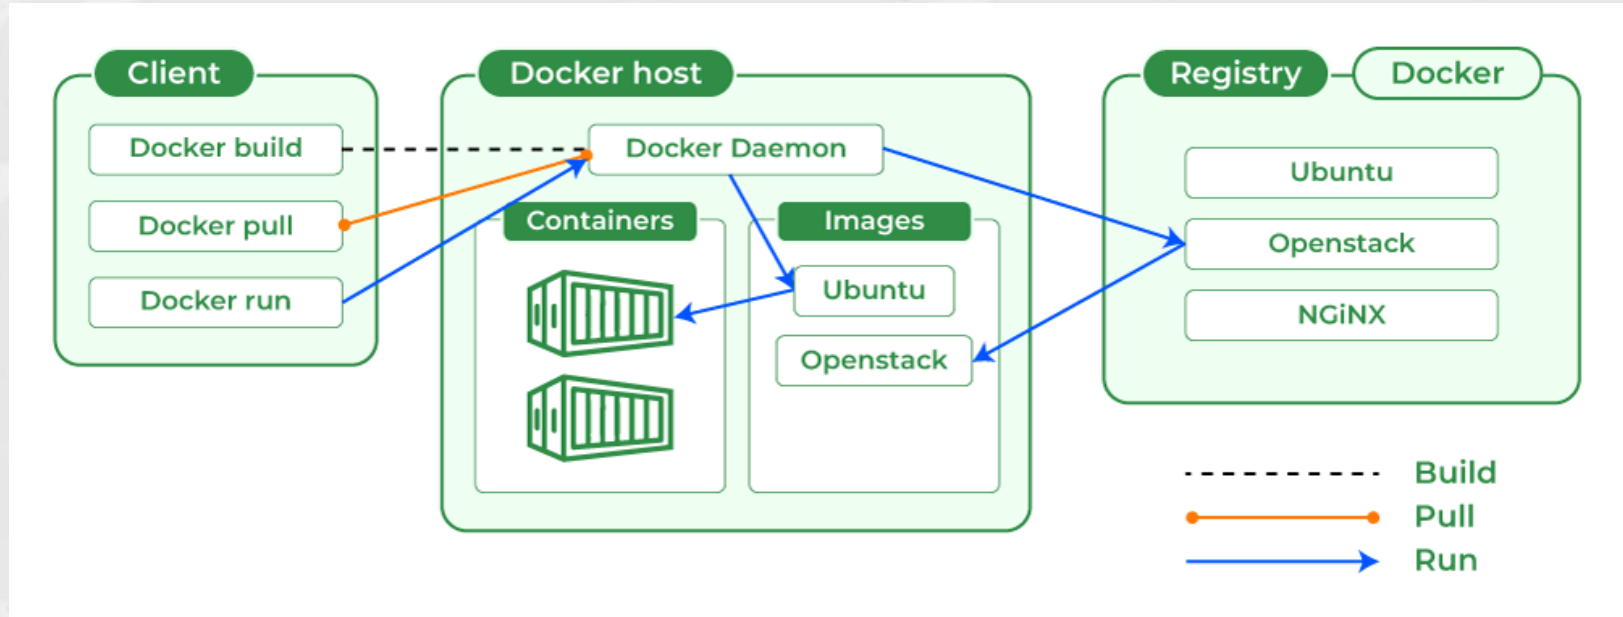 Client
Docker build
Docker pull
Docker run
Docker host
Docker Daemon
Containers
Images
Ubuntu
Openstack
Registry
Docker
Ubuntu
Openstack
NGiNX
Build
Pull
Run